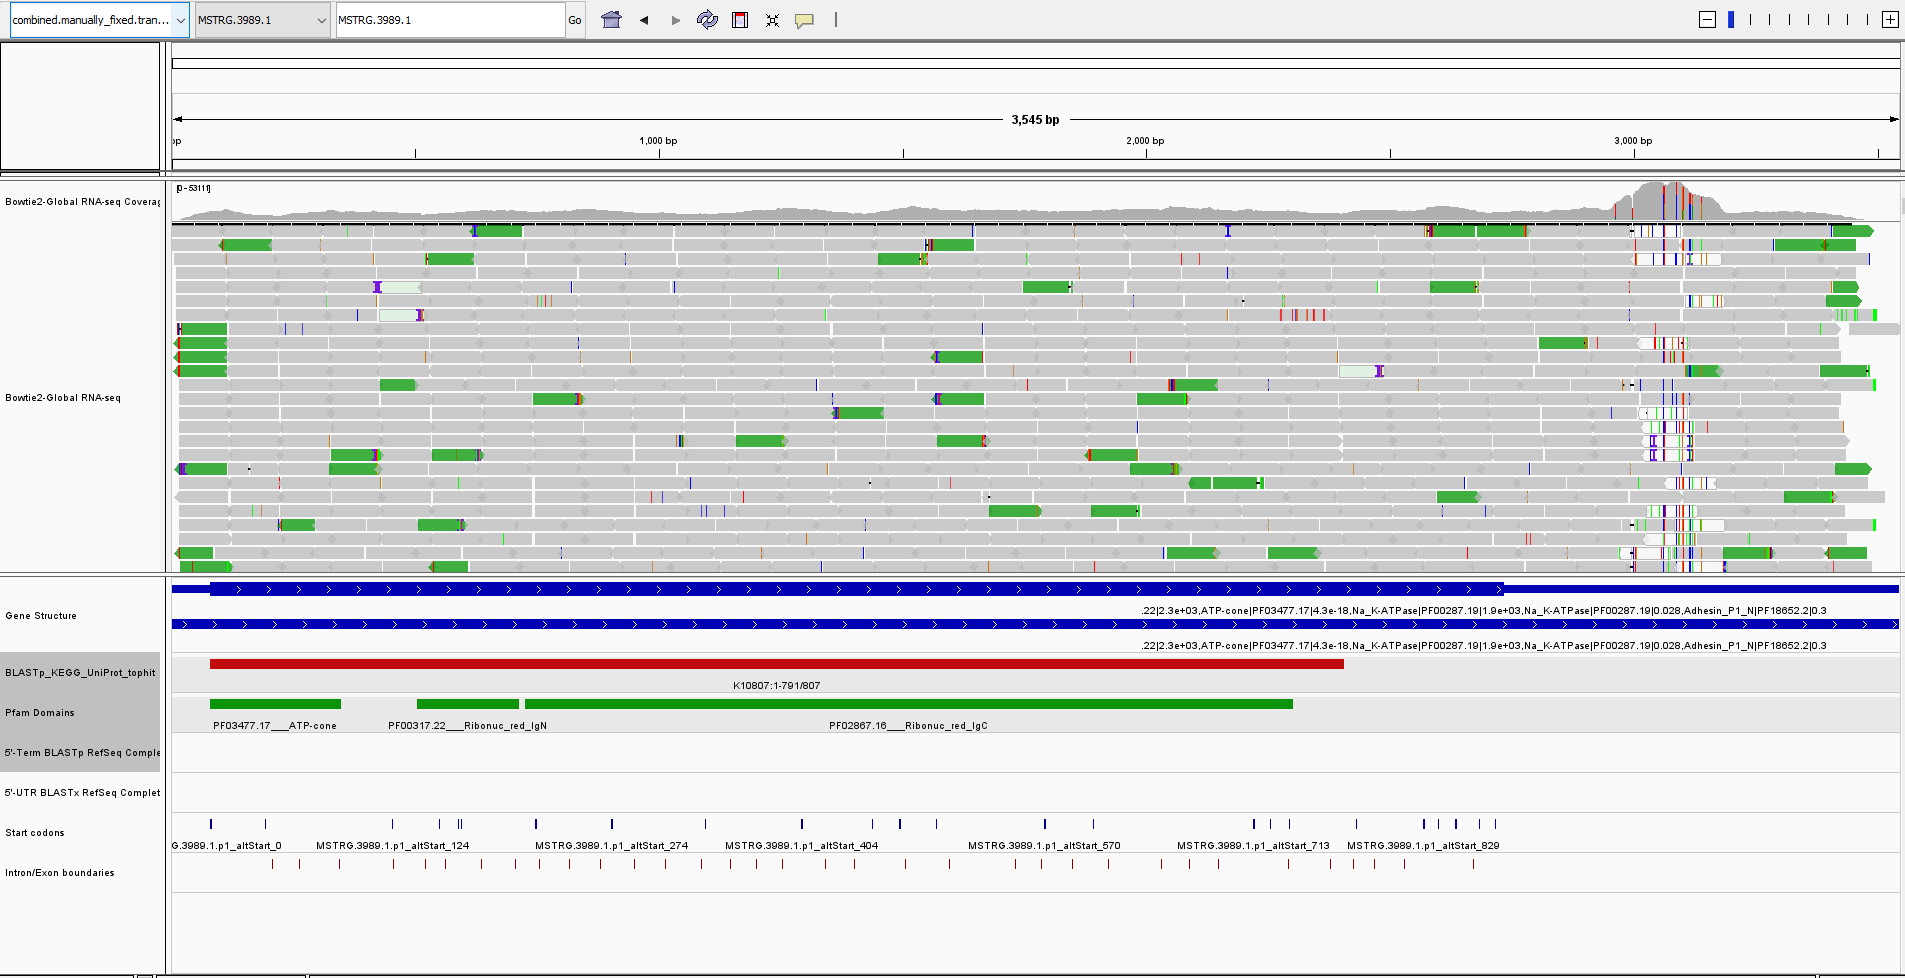 combined.manually_fixed.tran... MSTRG.3989.1 MSTRG.3989.1 Go
3,545 bp
bp 1,000 bp 2,000 bp 3,000 bp
[0 - 53111]
Bowtie2-Global RNA-seq Coverag
Bowtie2-Global RNA-seq
.22|2.3e+03,ATP-cone|PF03477.17|4.3e-18,Na_K-ATPase|PF00287.19|1.9e+03,Na_K-ATPase|PF00287.19|0.028,Adhesin_P1_N|PF18652.2|0.3
Gene Structure
.22|2.3e+03,ATP-cone|PF03477.17|4.3e-18,Na_K-ATPase|PF00287.19|1.9e+03,Na_K-ATPase|PF00287.19|0.028,Adhesin_P1_N|PF18652.2|0.3
BLASTp_KEGG_UniProt_tophit
K10807:1-791/807
Pfam Domains
PF03477.17___ATP-cone PF00317.22___Ribonuc_red_lgN PF02867.16___Ribonuc_red_lgC
5'-Term BLASTp RefSeq Comple
5'-UTR BLASTx RefSeq Complet
Start codons
G.3989.1.p1_altStart_0 MSTRG.3989.1.p1_altStart_124 MSTRG.3989.1.p1_altStart_274 MSTRG.3989.1.p1_altStart_404 MSTRG.3989.1.p1_altStart_570 MSTRG.3989.1.p1_altStart_713 MSTRG.3989.1.p1_altStart_829
Intron/Exon boundaries